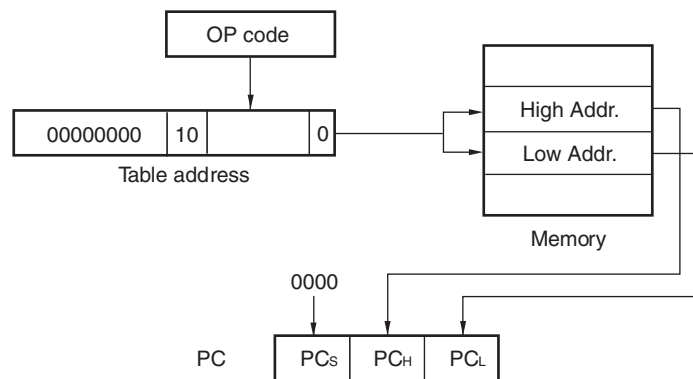 OP code
High Addr.
00000000 10 0
Low Addr.
Table address
Memory
0000
PC PCS PCH PCL